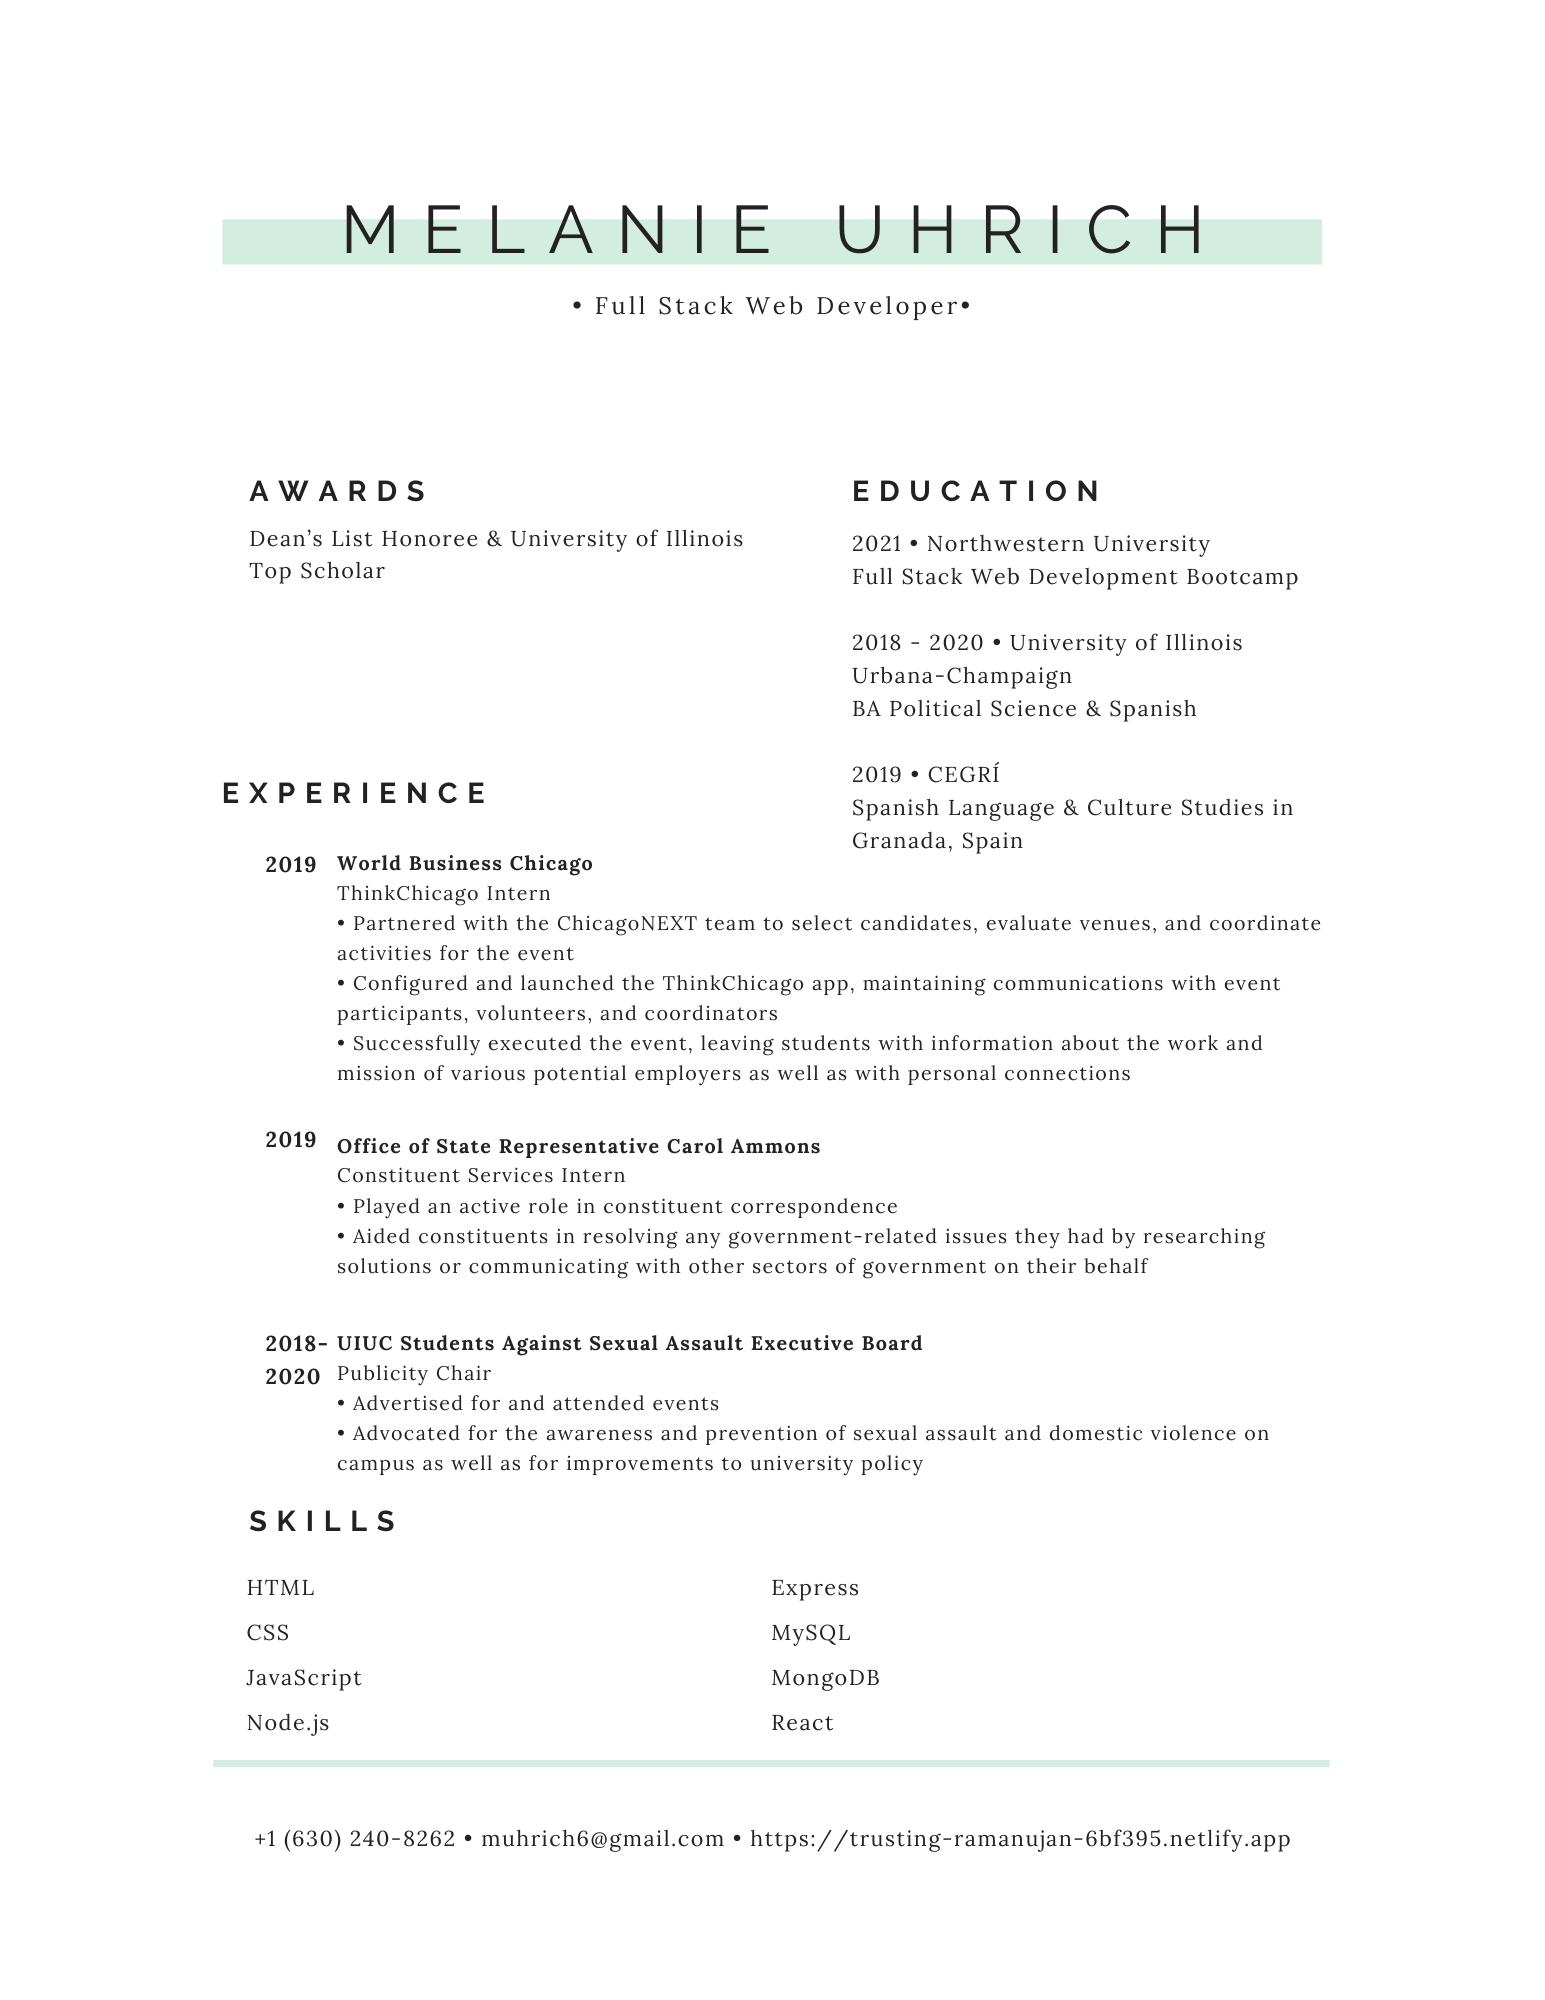 MELANIE UHRICH
• Full Stack Web Developer•
AWARDS
Dean’s List Honoree & University of Illinois
Top Scholar
EDUCATION
2021 • Northwestern University
Full Stack Web Development Bootcamp
2018 - 2020 • University of Illinois
Urbana-Champaign
BA Political Science & Spanish
2019 • CEGRÍ
Spanish Language & Culture Studies in
Granada, Spain
EXPERIENCE
2019 World Business Chicago
ThinkChicago Intern
• Partnered with the ChicagoNEXT team to select candidates, evaluate venues, and coordinate
activities for the event
• Configured and launched the ThinkChicago app, maintaining communications with event
participants, volunteers, and coordinators
• Successfully executed the event, leaving students with information about the work and
mission of various potential employers as well as with personal connections
2019 Office of State Representative Carol Ammons
Constituent Services Intern
• Played an active role in constituent correspondence
• Aided constituents in resolving any government-related issues they had by researching
solutions or communicating with other sectors of government on their behalf
2018- UIUC Students Against Sexual Assault Executive Board
2020 Publicity Chair
• Advertised for and attended events
• Advocated for the awareness and prevention of sexual assault and domestic violence on
campus as well as for improvements to university policy
SKILLS
HTML
CSS
JavaScript
Node.js
Express
MySQL
MongoDB
React
+1 (630) 240-8262 • muhrich6@gmail.com • https://trusting-ramanujan-6bf395.netlify.app